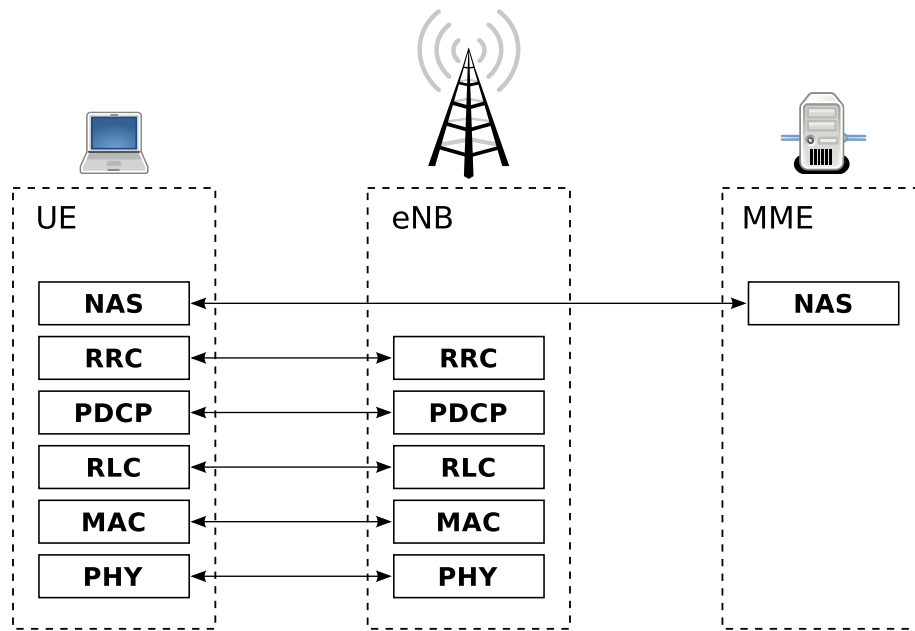 UE
eNB
MME
NAS
NAS
RRC
RRC
PDCP
PDCP
RLC
RLC
MAC
MAC
PHY
PHY